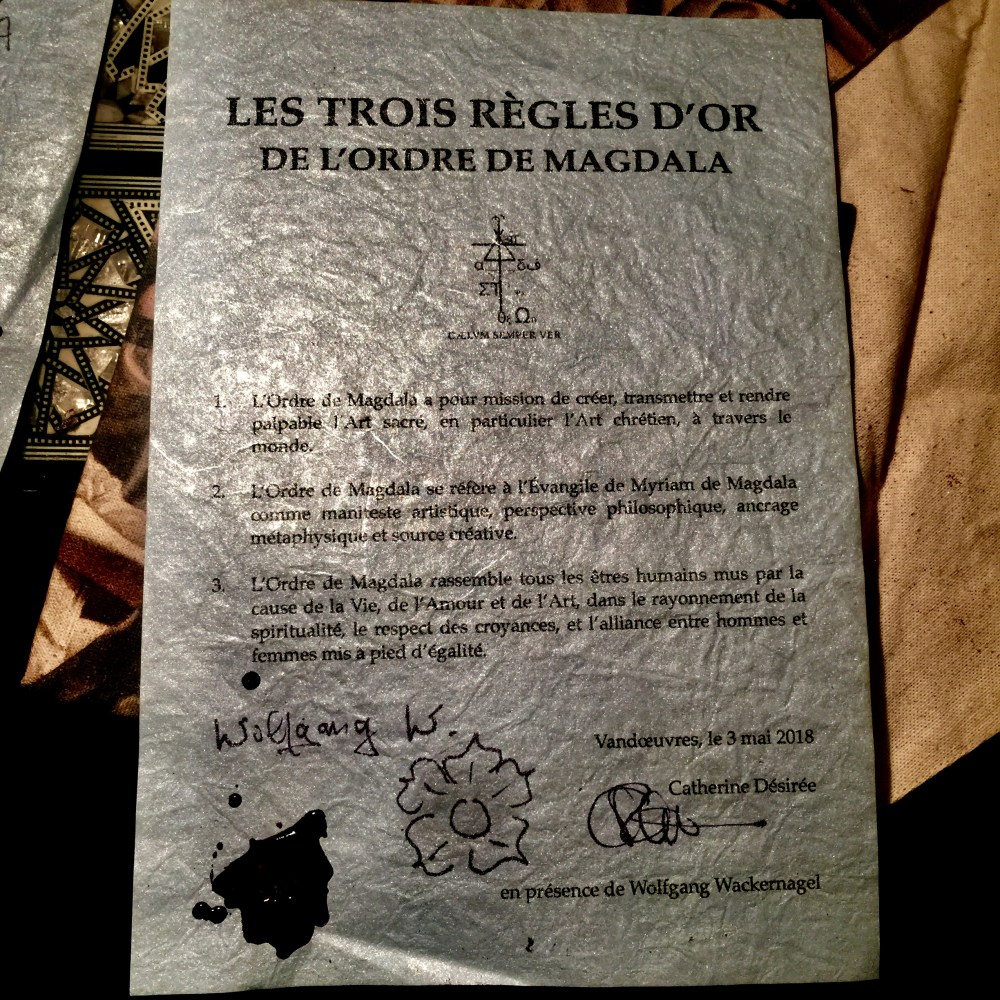 LES TROIS RÈGLES D'OR
DE L'ORDRE DE MAGDALA
α δω
Σ
Ω
CÆLVM SEMPER VER
1. L'Ordre de Magdala a pour mission de créer, transmettre et rendre
palpable l'Art sacré, en particulier l'Art chrétien, à travers le
monde.
2. L'Ordre de Magdala se réfère à l'Évangile de Myriam de Magdala
comme manifeste artistique, perspective philosophique, ancrage
métaphysique et source créative.
3. L'Ordre de Magdala rassemble tous les êtres humains mus par la
cause de la Vie, de l'Amour et de l'Art, dans le rayonnement de la
spiritualité, le respect des croyances, et l'alliance entre hommes et
femmes mis à pied d'égalité.
Wolfgang W.
Vandœuvres, le 3 mai 2018
Catherine Désirée
en présence de Wolfgang Wackernagel